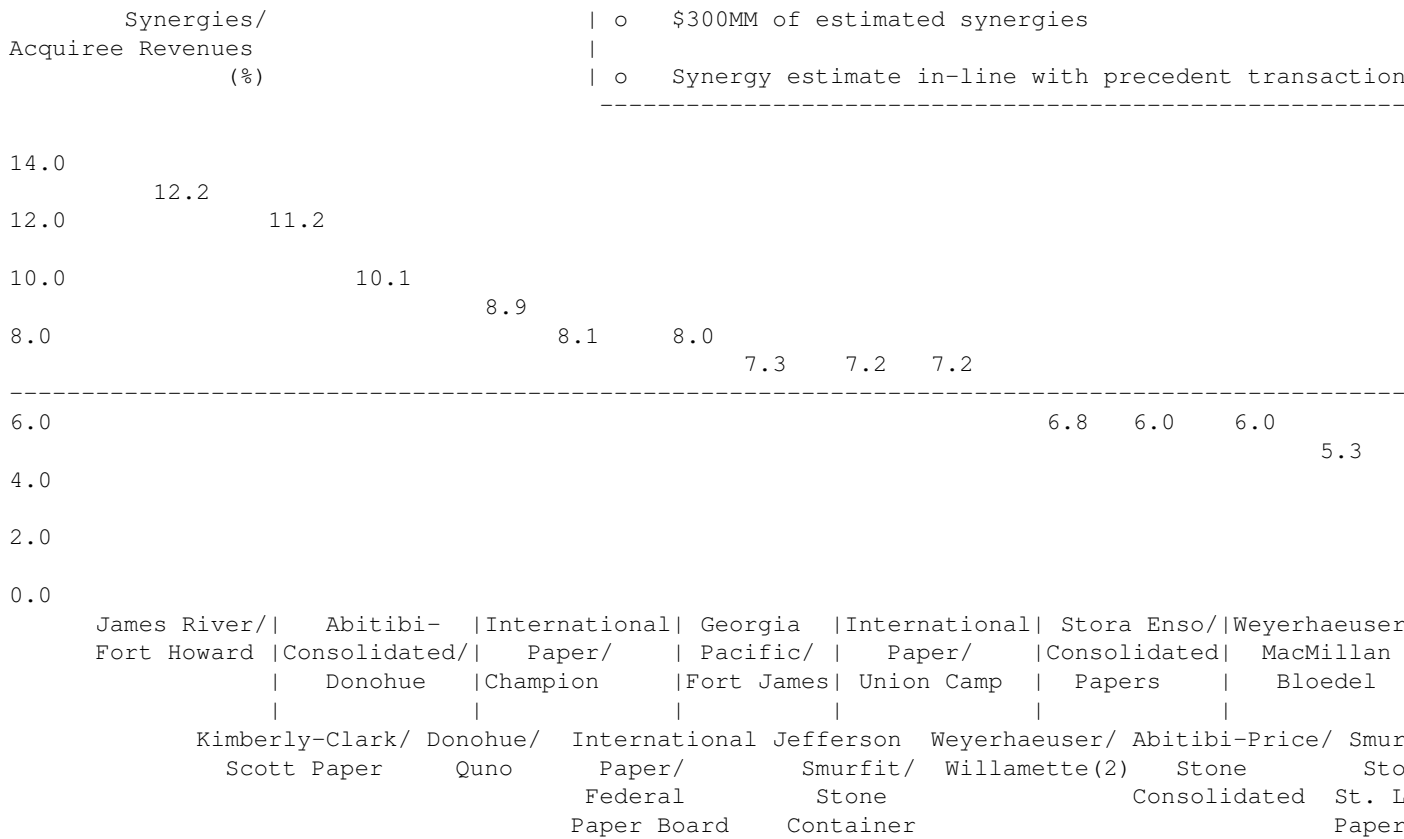 Synergies/ | o $300MM of estimated synergies
Acquiree Revenues |
(%) | o Synergy estimate in-line with precedent transaction
--------------------------------------------------------
14.0
12.2
12.0 11.2
10.0 10.1
8.9
8.0 8.1 8.0
7.3 7.2 7.2
-------------------------------------------------------------------------------------------------
6.0 6.8 6.0 6.0
5.3
4.0
2.0
0.0
James River/| Abitibi- |International| Georgia |International| Stora Enso/|Weyerhaeuser
Fort Howard |Consolidated/| Paper/ | Pacific/ | Paper/ |Consolidated| MacMillan
| Donohue |Champion |Fort James| Union Camp | Papers | Bloedel
| | | | | |
Kimberly-Clark/ Donohue/ International Jefferson Weyerhaeuser/ Abitibi-Price/ Smur
Scott Paper Quno Paper/ Smurfit/ Willamette(2) Stone Sto
Federal Stone Consolidated St. L
Paper Board Container Paper